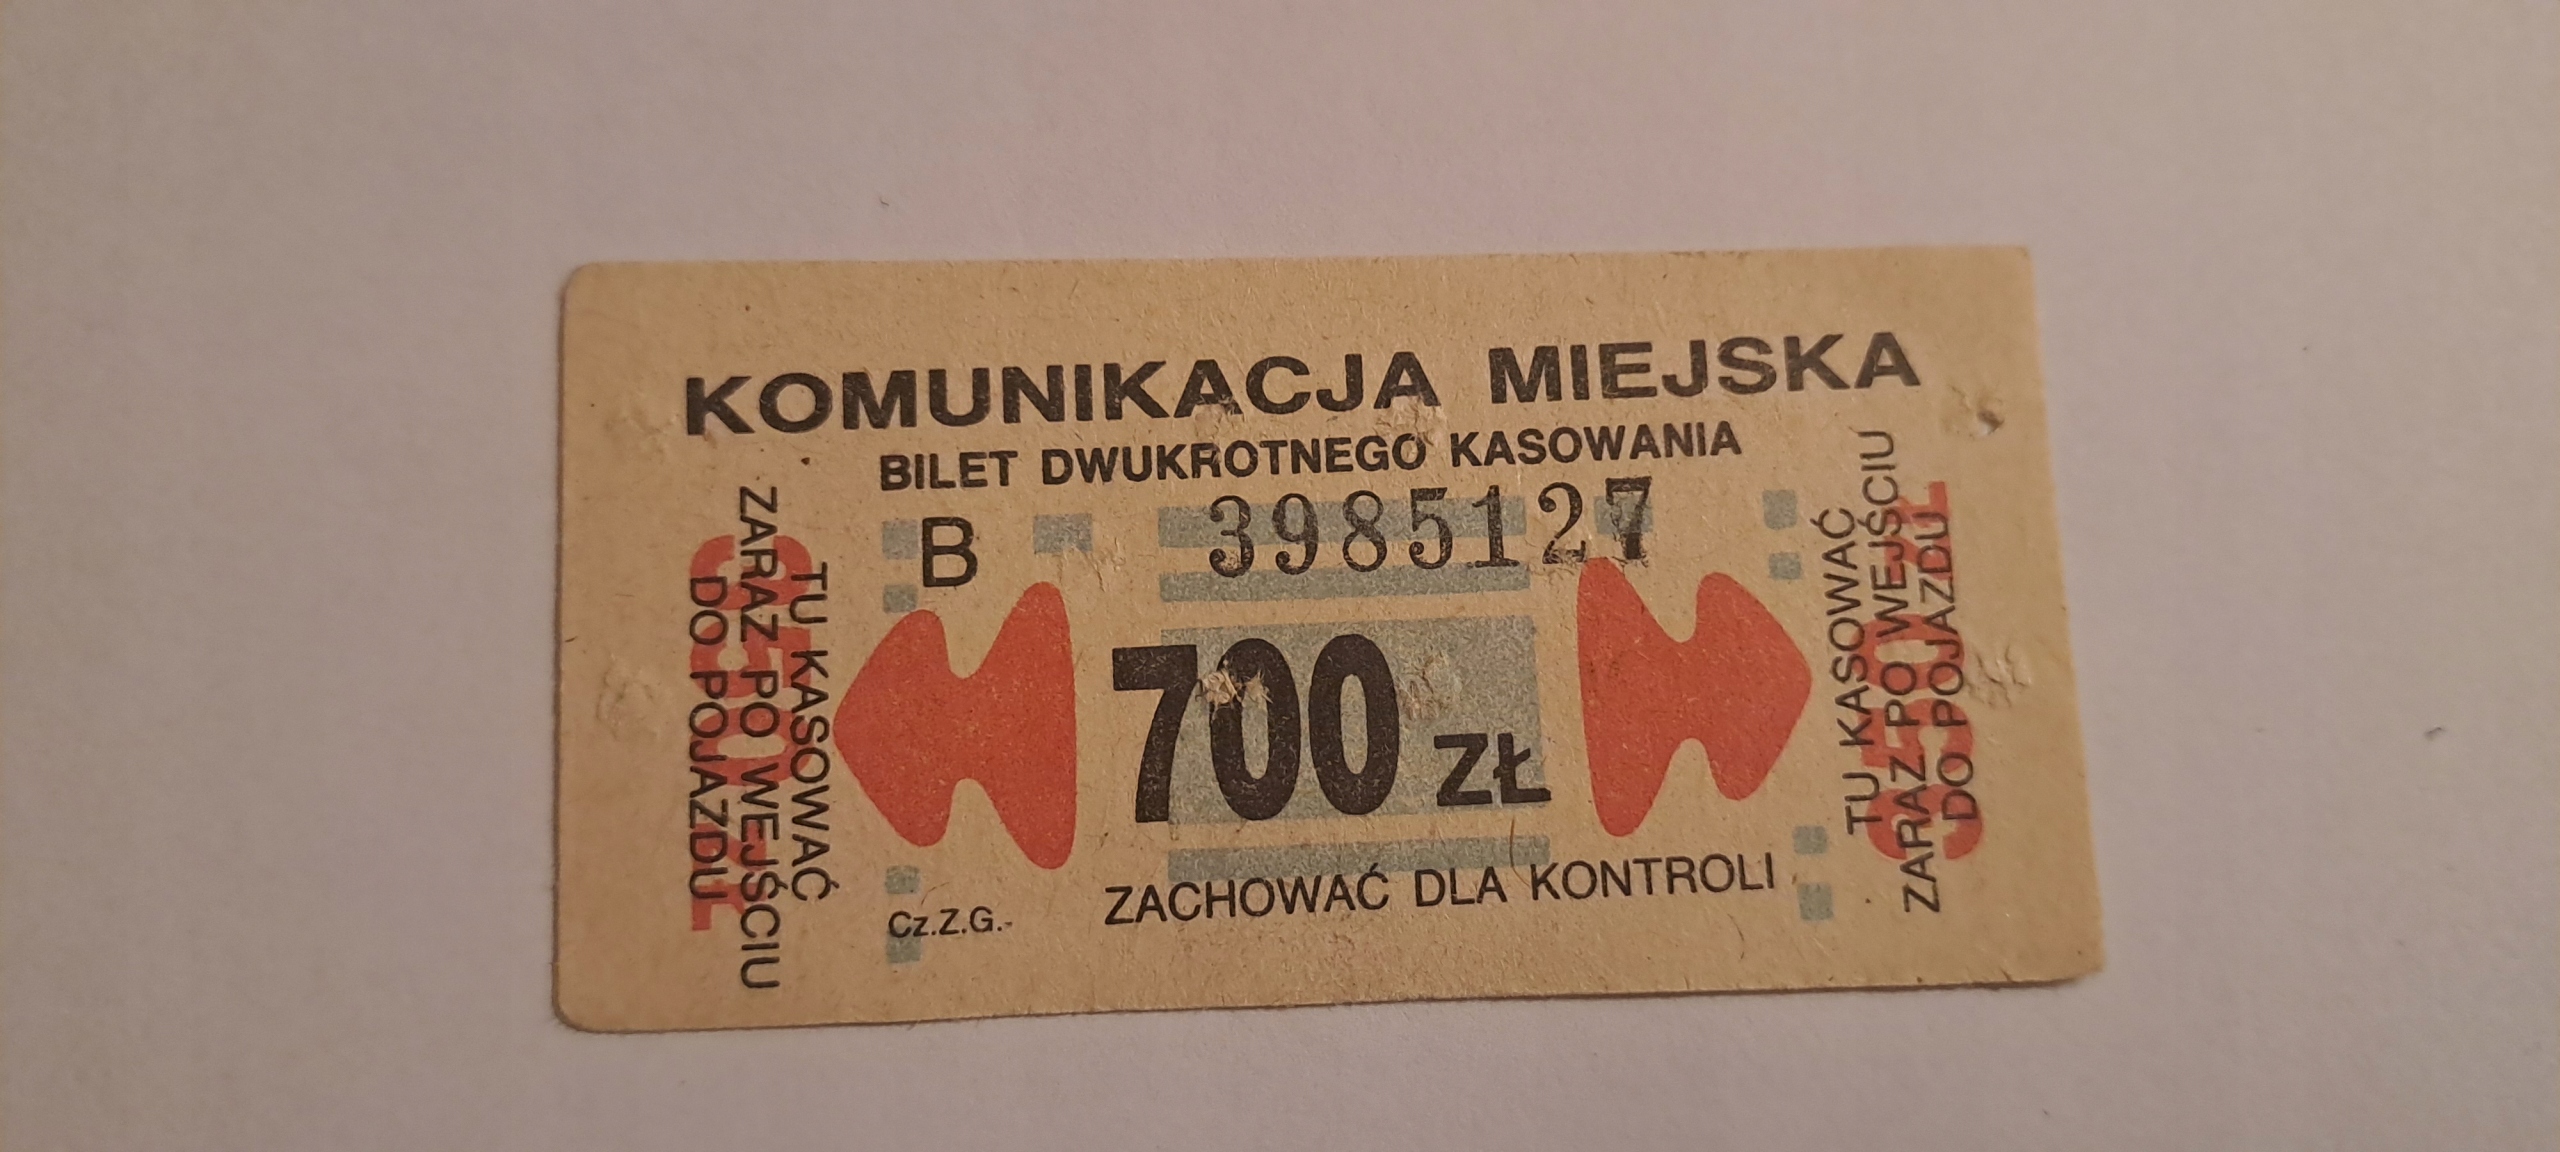 KOMUNIKACJA MIEJSKA
BILET DWUKROTNEGO KASOWANIA
B 3985127
700 ZŁ
ZACHOWAĆ DLA KONTROLI
Cz.Z.G.-
TU KASOWAĆ
ZARAZ PO WEJŚCIU
DO POJAZDU
350 ZŁ
TU KASOWAĆ
ZARAZ PO WEJŚCIU
DO POJAZDU
350 ZŁ